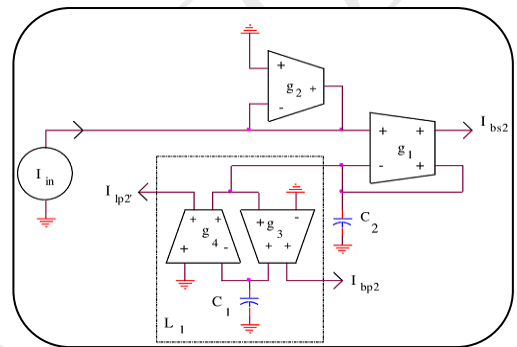 +
g2 +
-
I in
+ +
g1
- +
I bs2
I lp2'
+ +
g4
+ -
+ -
g3
+ +
C2
C1
I bp2
L1